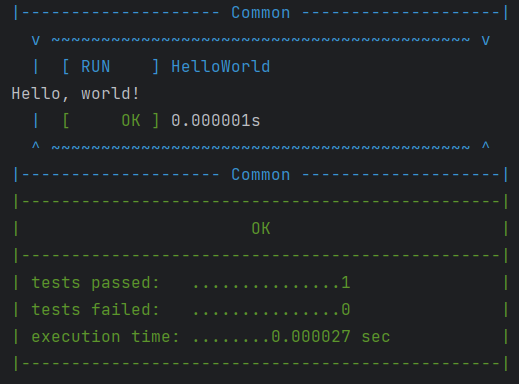 |-------------------- Common --------------------|
  v ~~~~~~~~~~~~~~~~~~~~~~~~~~~~~~~~~~~~~~~~~~ v
  |  [ RUN    ] HelloWorld
Hello, world!
  |  [     OK ] 0.000001s
  ^ ~~~~~~~~~~~~~~~~~~~~~~~~~~~~~~~~~~~~~~~~~~ ^
|-------------------- Common --------------------|
|------------------------------------------------|
|                       OK                       |
|------------------------------------------------|
| tests passed:   ...............1               |
| tests failed:   ...............0               |
| execution time: ........0.000027 sec           |
|------------------------------------------------|